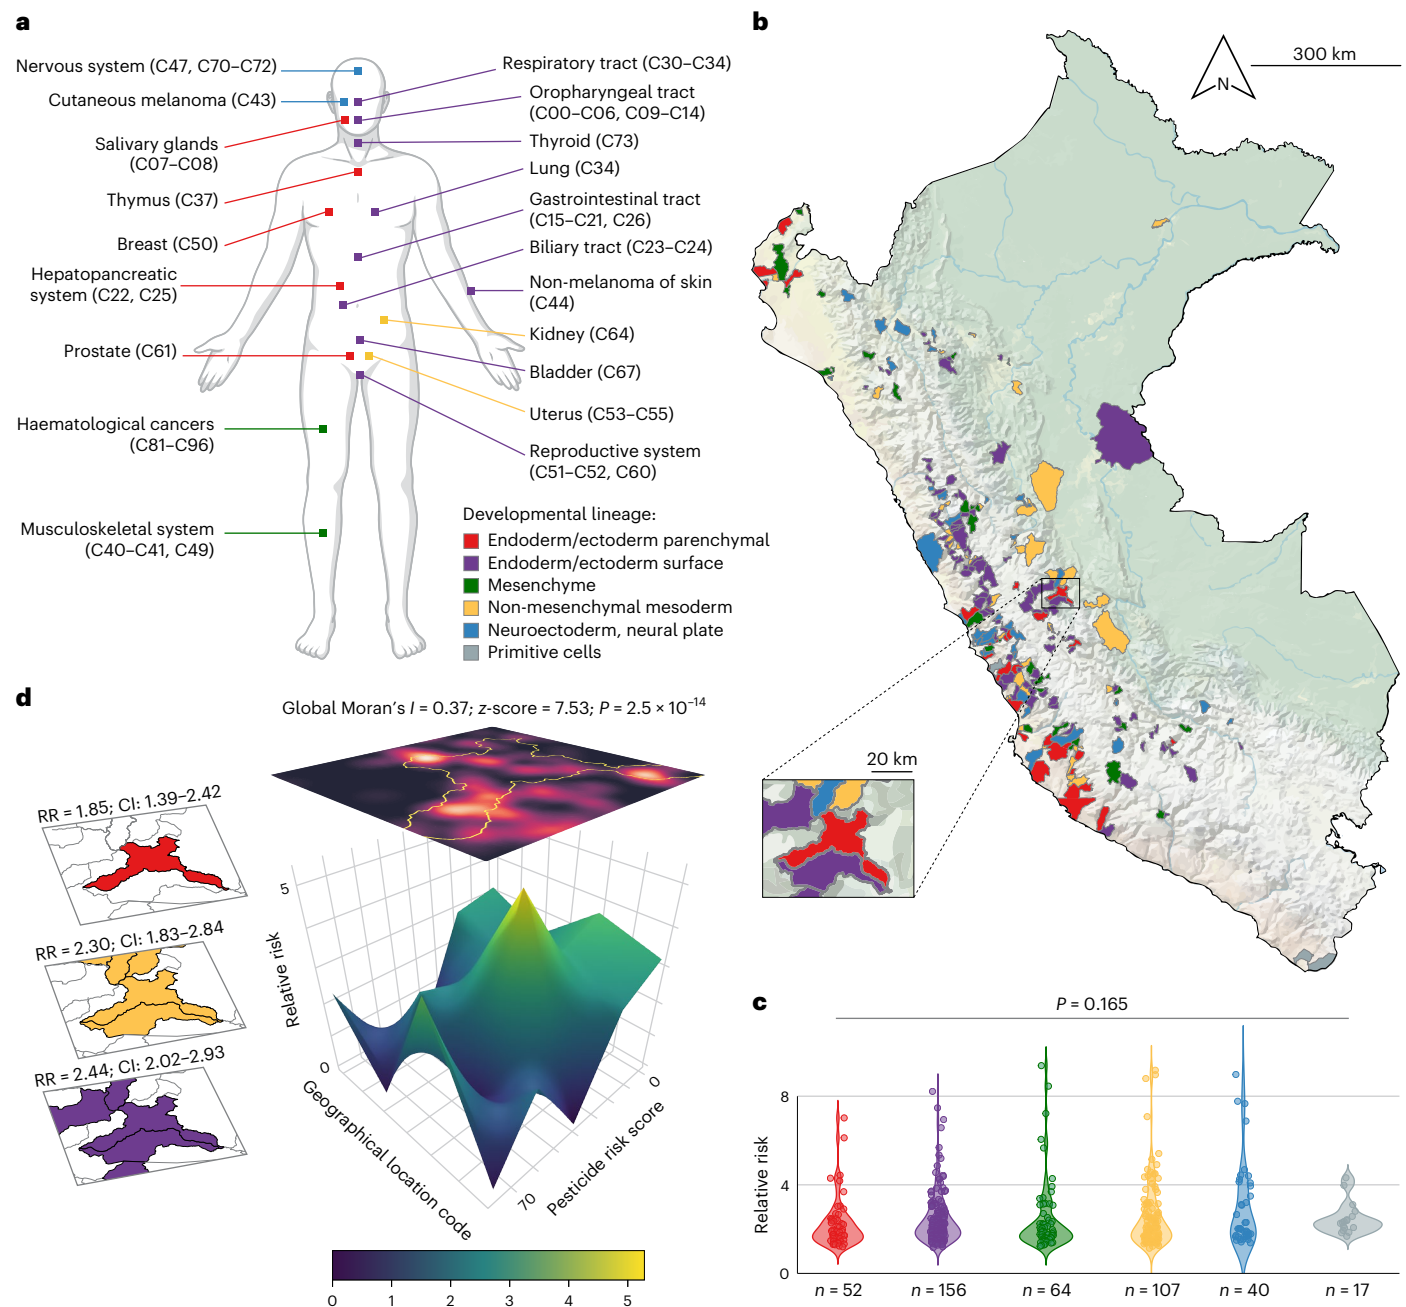 a
Nervous system (C47, C70–C72)
Cutaneous melanoma (C43)
Salivary glands
(C07–C08)
Thymus (C37)
Breast (C50)
Hepatopancreatic
system (C22, C25)
Prostate (C61)
Haematological cancers
(C81–C96)
Musculoskeletal system
(C40–C41, C49)
Respiratory tract (C30–C34)
Oropharyngeal tract
(C00–C06, C09–C14)
Thyroid (C73)
Lung (C34)
Gastrointestinal tract
(C15–C21, C26)
Biliary tract (C23–C24)
Non-melanoma of skin
(C44)
Kidney (C64)
Bladder (C67)
Uterus (C53–C55)
Reproductive system
(C51–C52, C60)
Developmental lineage:
Endoderm/ectoderm parenchymal
Endoderm/ectoderm surface
Mesenchyme
Non-mesenchymal mesoderm
Neuroectoderm, neural plate
Primitive cells
b
N
300 km
20 km
c
P = 0.165
Relative risk
8
4
0
n = 52
n = 156
n = 64
n = 107
n = 40
n = 17
d
Global Moran's I = 0.37; z-score = 7.53; P = 2.5 × 10⁻¹⁴
RR = 1.85; CI: 1.39–2.42
RR = 2.30; CI: 1.83–2.84
RR = 2.44; CI: 2.02–2.93
5
Relative risk
0
Geographical location code
70
Pesticide risk score
0
0 1 2 3 4 5